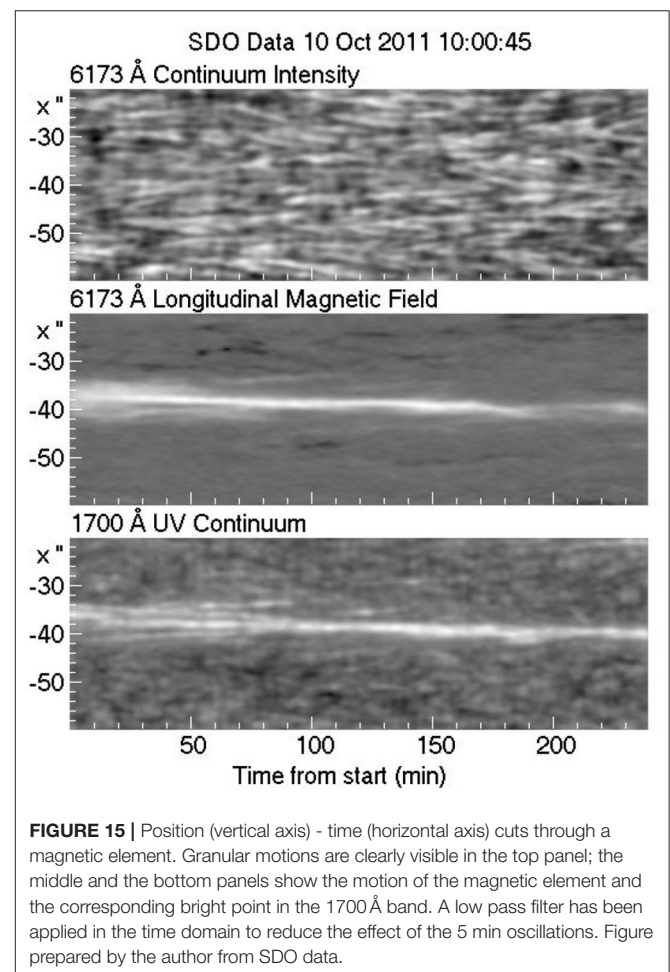 SDO Data 10 Oct 2011 10:00:45
6173 Å Continuum Intensity
x "
-30
-40
-50
6173 Å Longitudinal Magnetic Field
x "
-30
-40
-50
1700 Å UV Continuum
x "
-30
-40
-50
50 100 150 200
Time from start (min)
FIGURE 15 | Position (vertical axis) - time (horizontal axis) cuts through a
magnetic element. Granular motions are clearly visible in the top panel; the
middle and the bottom panels show the motion of the magnetic element and
the corresponding bright point in the 1700 Å band. A low pass filter has been
applied in the time domain to reduce the effect of the 5 min oscillations. Figure
prepared by the author from SDO data.